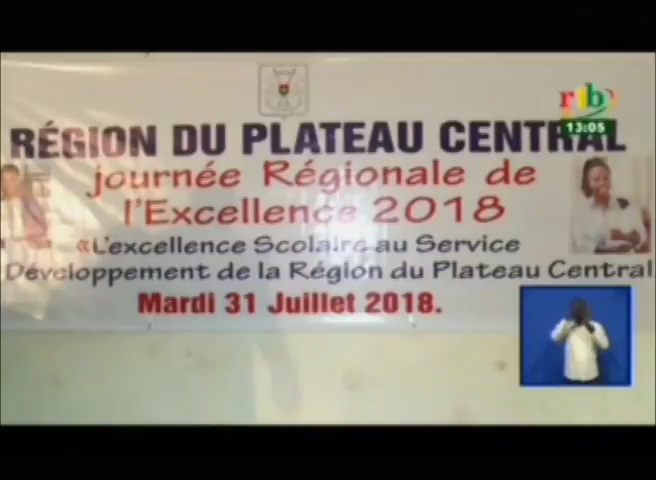 rtb
13:05
RÉGION DU PLATEAU CENTRAL
journée Régionale de
l'Excellence 2018
«L'excellence Scolaire au Service
Développement de la Région du Plateau Central
Mardi 31 Juillet 2018.